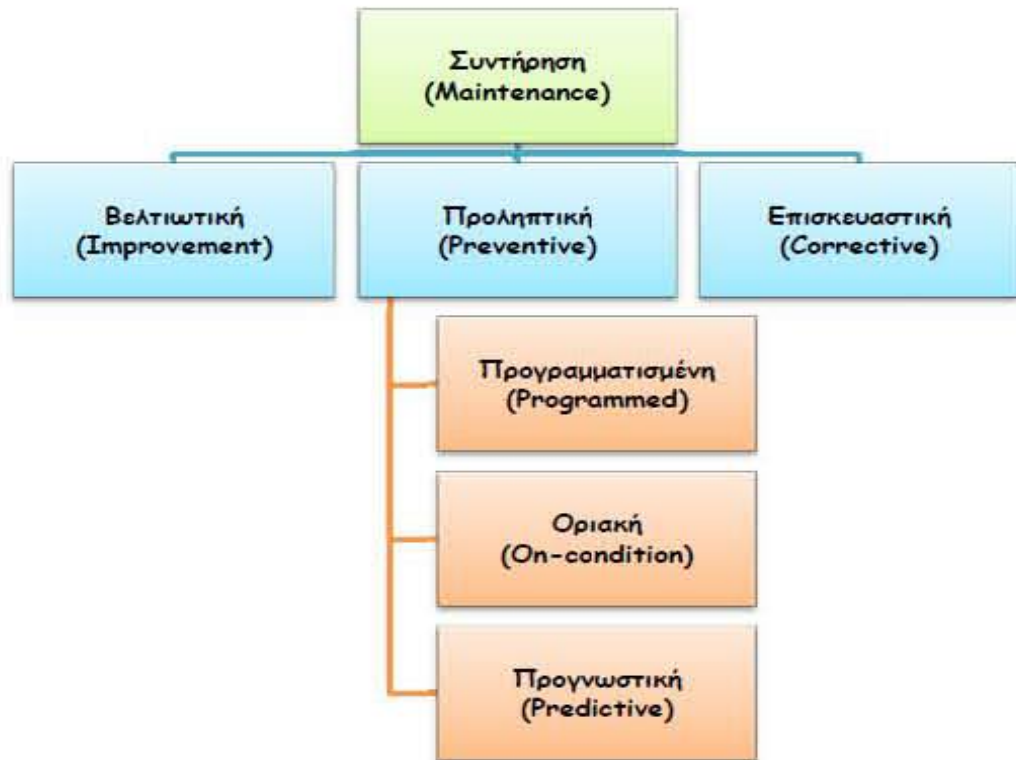 Συντήρηση
(Maintenance)
Βελτιωτική
(Improvement)
Προληπτική
(Preventive)
Επισκευαστική
(Corrective)
Προγραμματισμένη
(Programmed)
Οριακή
(On-condition)
Προγνωστική
(Predictive)